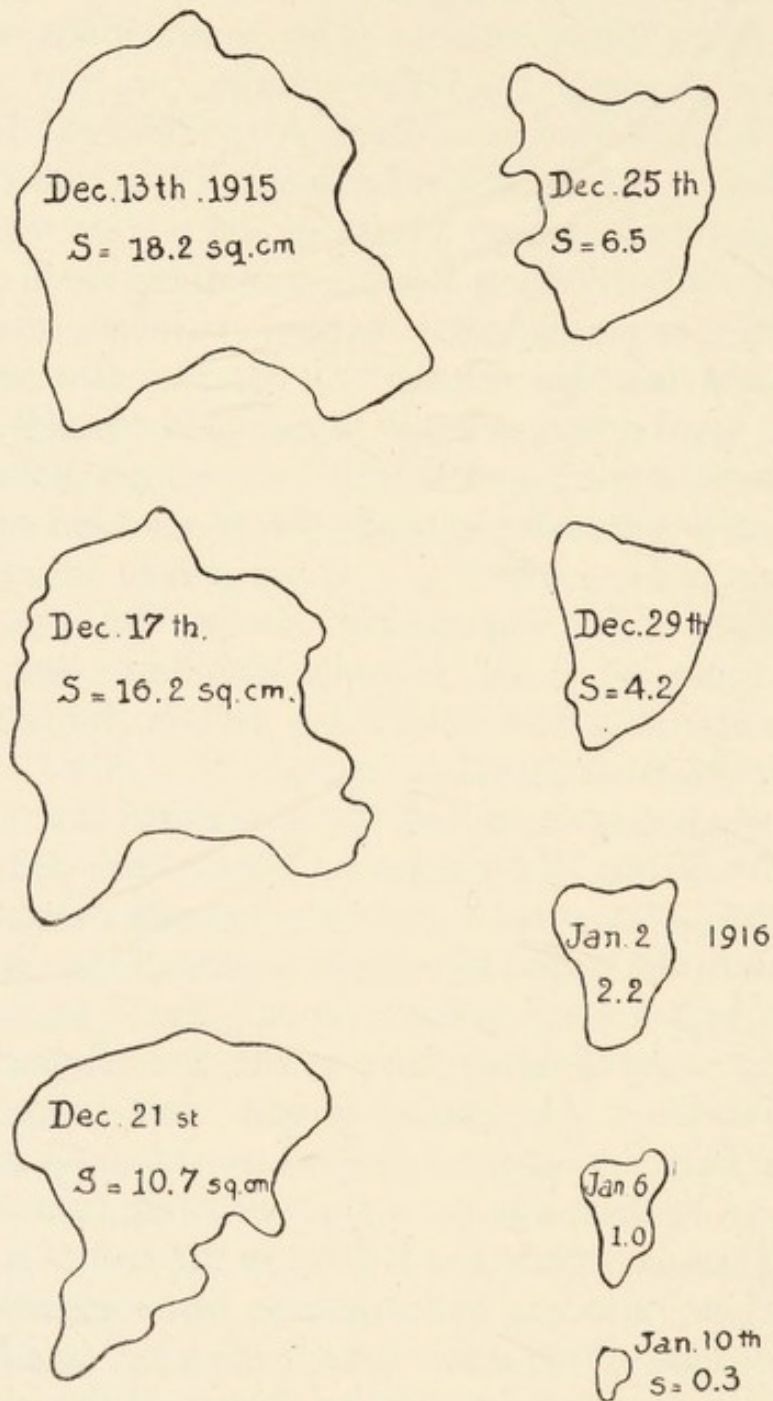 Dec. 13th. 1915
S = 18.2 sq.cm
Dec. 17 th.
S = 16.2 sq.cm.
Dec. 21 st
S = 10.7 sq.cm
Dec. 25 th
S = 6.5
Dec. 29th
S = 4.2
Jan. 2 1916
2.2
Jan 6
1.0
Jan. 10 th
s = 0.3